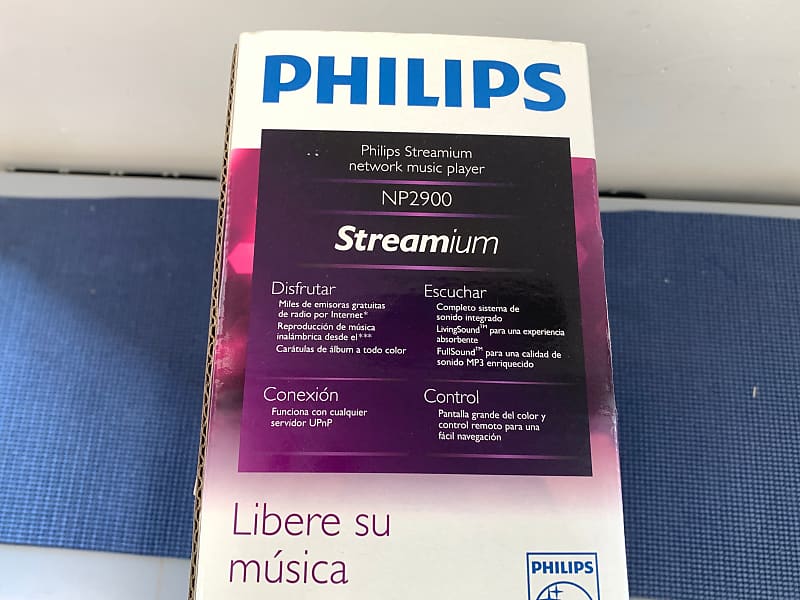 PHILIPS
Philips Streamium
network music player
NP2900
Streamium
Disfrutar
Miles de emisoras gratuitas
de radio por Internet*
Reproducción de música
inalámbrica desde el***
Carátulas de álbum a todo color
Escuchar
Completo sistema de
sonido integrado
LivingSound™ para una experiencia
absorbente
FullSound™ para una calidad de
sonido MP3 enriquecido
Conexión
Funciona con cualquier
servidor UPnP
Control
Pantalla grande del color y
control remoto para una
fácil navegación
Libere su
música
PHILIPS